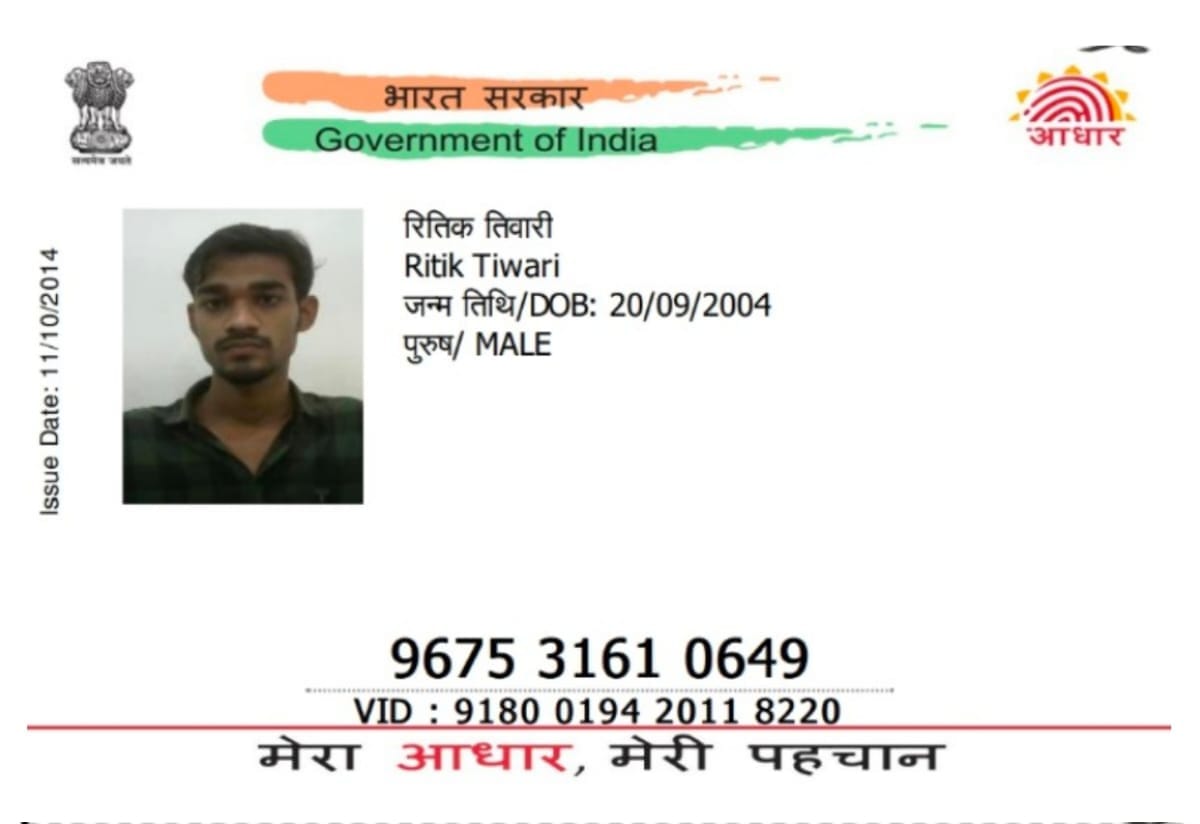 सत्यमेव जयते
भारत सरकार
Government of India
आधार
Issue Date: 11/10/2014
रितिक तिवारी
Ritik Tiwari
जन्म तिथि/DOB: 20/09/2004
पुरुष/ MALE
9675 3161 0649
VID : 9180 0194 2011 8220
मेरा आधार, मेरी पहचान